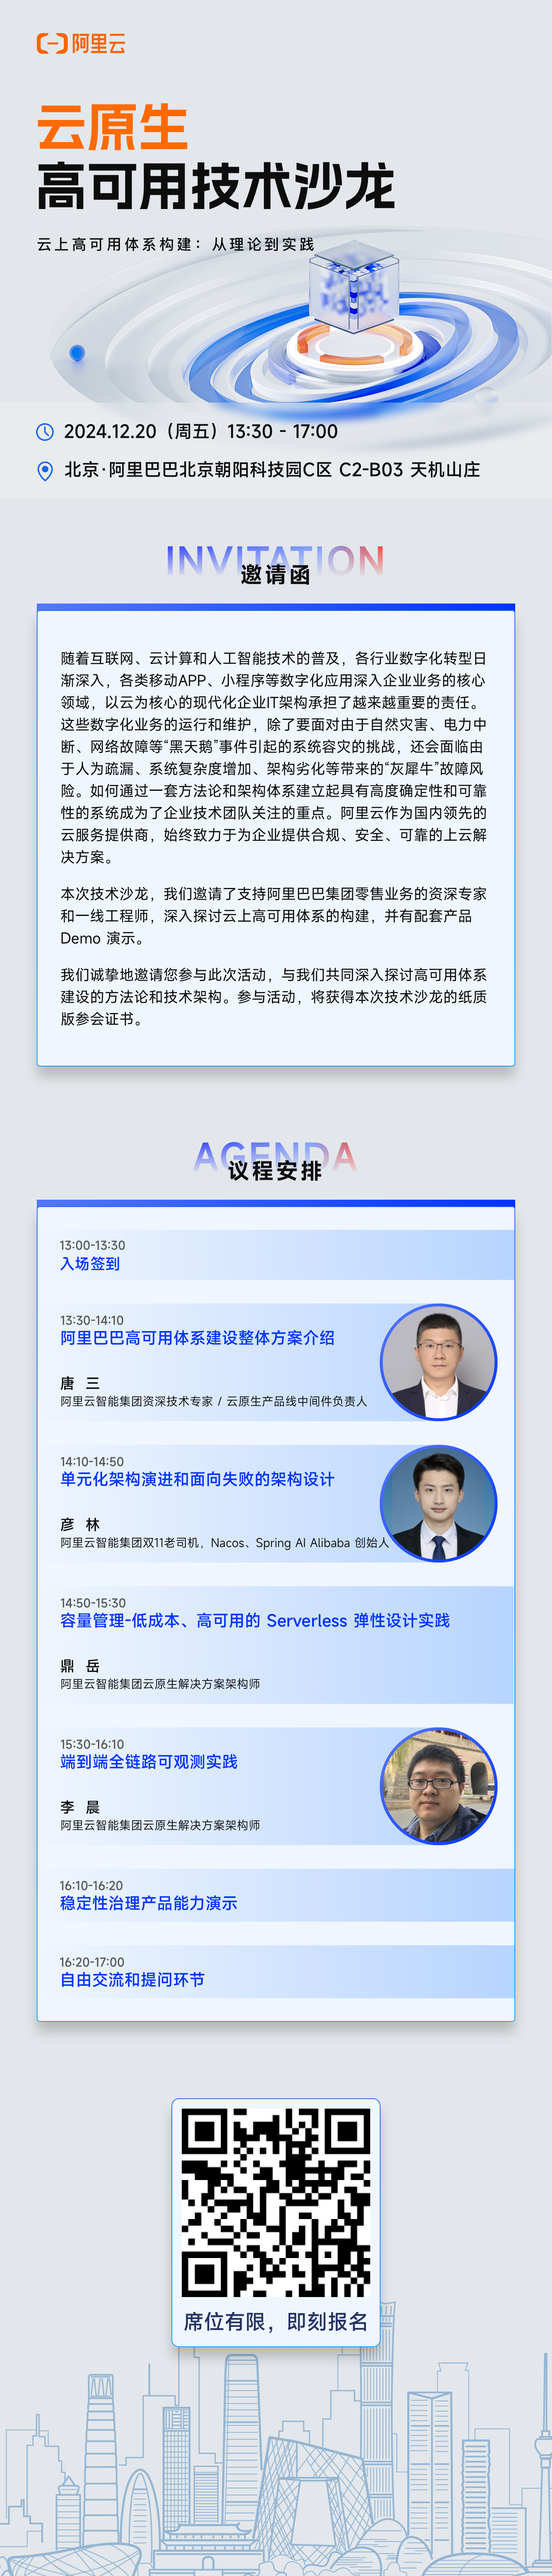 阿里云
云原生
高可用技术沙龙
云上高可用体系构建：从理论到实践
2024.12.20（周五）13:30 - 17:00
北京·阿里巴巴北京朝阳科技园C区 C2-B03 天机山庄
INVITATION
邀请函
随着互联网、云计算和人工智能技术的普及，各行业数字化转型日
渐深入，各类移动APP、小程序等数字化应用深入企业业务的核心
领域，以云为核心的现代化企业IT架构承担了越来越重要的责任。
这些数字化业务的运行和维护，除了要面对由于自然灾害、电力中
断、网络故障等“黑天鹅”事件引起的系统容灾的挑战，还会面临由
于人为疏漏、系统复杂度增加、架构劣化等带来的“灰犀牛”故障风
险。如何通过一套方法论和架构体系建立起具有高度确定性和可靠
性的系统成为了企业技术团队关注的重点。阿里云作为国内领先的
云服务提供商，始终致力于为企业提供合规、安全、可靠的上云解
决方案。
本次技术沙龙，我们邀请了支持阿里巴巴集团零售业务的资深专家
和一线工程师，深入探讨云上高可用体系的构建，并有配套产品
Demo 演示。
我们诚挚地邀请您参与此次活动，与我们共同深入探讨高可用体系
建设的方法论和技术架构。参与活动，将获得本次技术沙龙的纸质
版参会证书。
AGENDA
议程安排
13:00-13:30
入场签到
13:30-14:10
阿里巴巴高可用体系建设整体方案介绍
唐 三
阿里云智能集团资深技术专家 / 云原生产品线中间件负责人
14:10-14:50
单元化架构演进和面向失败的架构设计
彦 林
阿里云智能集团双11老司机，Nacos、Spring AI Alibaba 创始人
14:50-15:30
容量管理-低成本、高可用的 Serverless 弹性设计实践
鼎 岳
阿里云智能集团云原生解决方案架构师
15:30-16:10
端到端全链路可观测实践
李 晨
阿里云智能集团云原生解决方案架构师
16:10-16:20
稳定性治理产品能力演示
16:20-17:00
自由交流和提问环节
席位有限，即刻报名